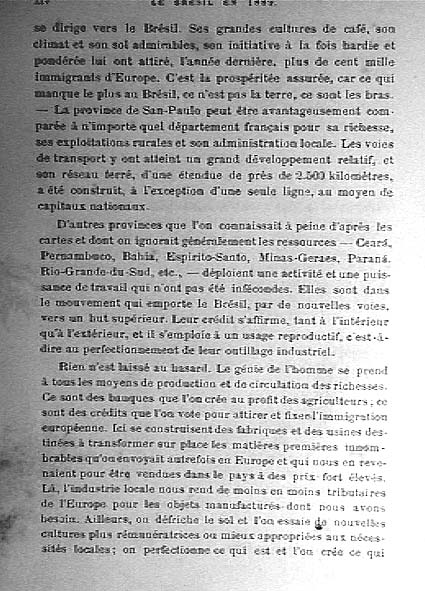 XIV LE BRÉSIL EN 1889.
se dirige vers le Brésil. Ses grandes cultures de café, son
climat et son sol admirables, son initiative à la fois hardie et
pondérée lui ont attiré, l'année dernière, plus de cent mille
immigrants d'Europe. C'est la prospérité assurée, car ce qui
manque le plus au Brésil, ce n'est pas la terre, ce sont les bras.
— La province de San-Paulo peut être avantageusement com-
parée à n'importe quel département français pour sa richesse,
ses exploitations rurales et son administration locale. Les voies
de transport y ont atteint un grand développement relatif, et
son réseau ferré, d'une étendue de près de 2.500 kilomètres,
a été construit, à l'exception d'une seule ligne, au moyen de
capitaux nationaux.
D'autres provinces que l'on connaissait à peine d'après les
cartes et dont on ignorait généralement les ressources — Ceará,
Pernambuco, Bahia, Espirito-Santo, Minas-Geraes, Paraná,
Rio-Grande-du-Sud, etc., — déploient une activité et une puis-
sance de travail qui n'ont pas été infécondes. Elles sont dans
le mouvement qui emporte le Brésil, par de nouvelles voies,
vers un but supérieur. Leur crédit s'affirme, tant à l'intérieur
qu'à l'extérieur, et il s'emploie à un usage reproductif, c'est-à-
dire au perfectionnement de leur outillage industriel.
Rien n'est laissé au hasard. Le génie de l'homme se prend
à tous les moyens de production et de circulation des richesses.
Ce sont des banques que l'on crée au profit des agriculteurs ; ce
sont des crédits que l'on vote pour attirer et fixer l'immigration
européenne. Ici se construisent des fabriques et des usines des-
tinées à transformer sur place les matières premières innom-
brables qu'on envoyait autrefois en Europe et qui nous en reve-
naient pour être vendues dans le pays à des prix fort élevés.
Là, l'industrie locale nous rend de moins en moins tributaires
de l'Europe pour les objets manufacturés dont nous avons
besoin. Ailleurs, on défriche le sol et l'on essaie de nouvelles
cultures plus rémunératrices ou mieux appropriées aux néces-
sités locales ; on perfectionne ce qui est et l'on crée ce qui